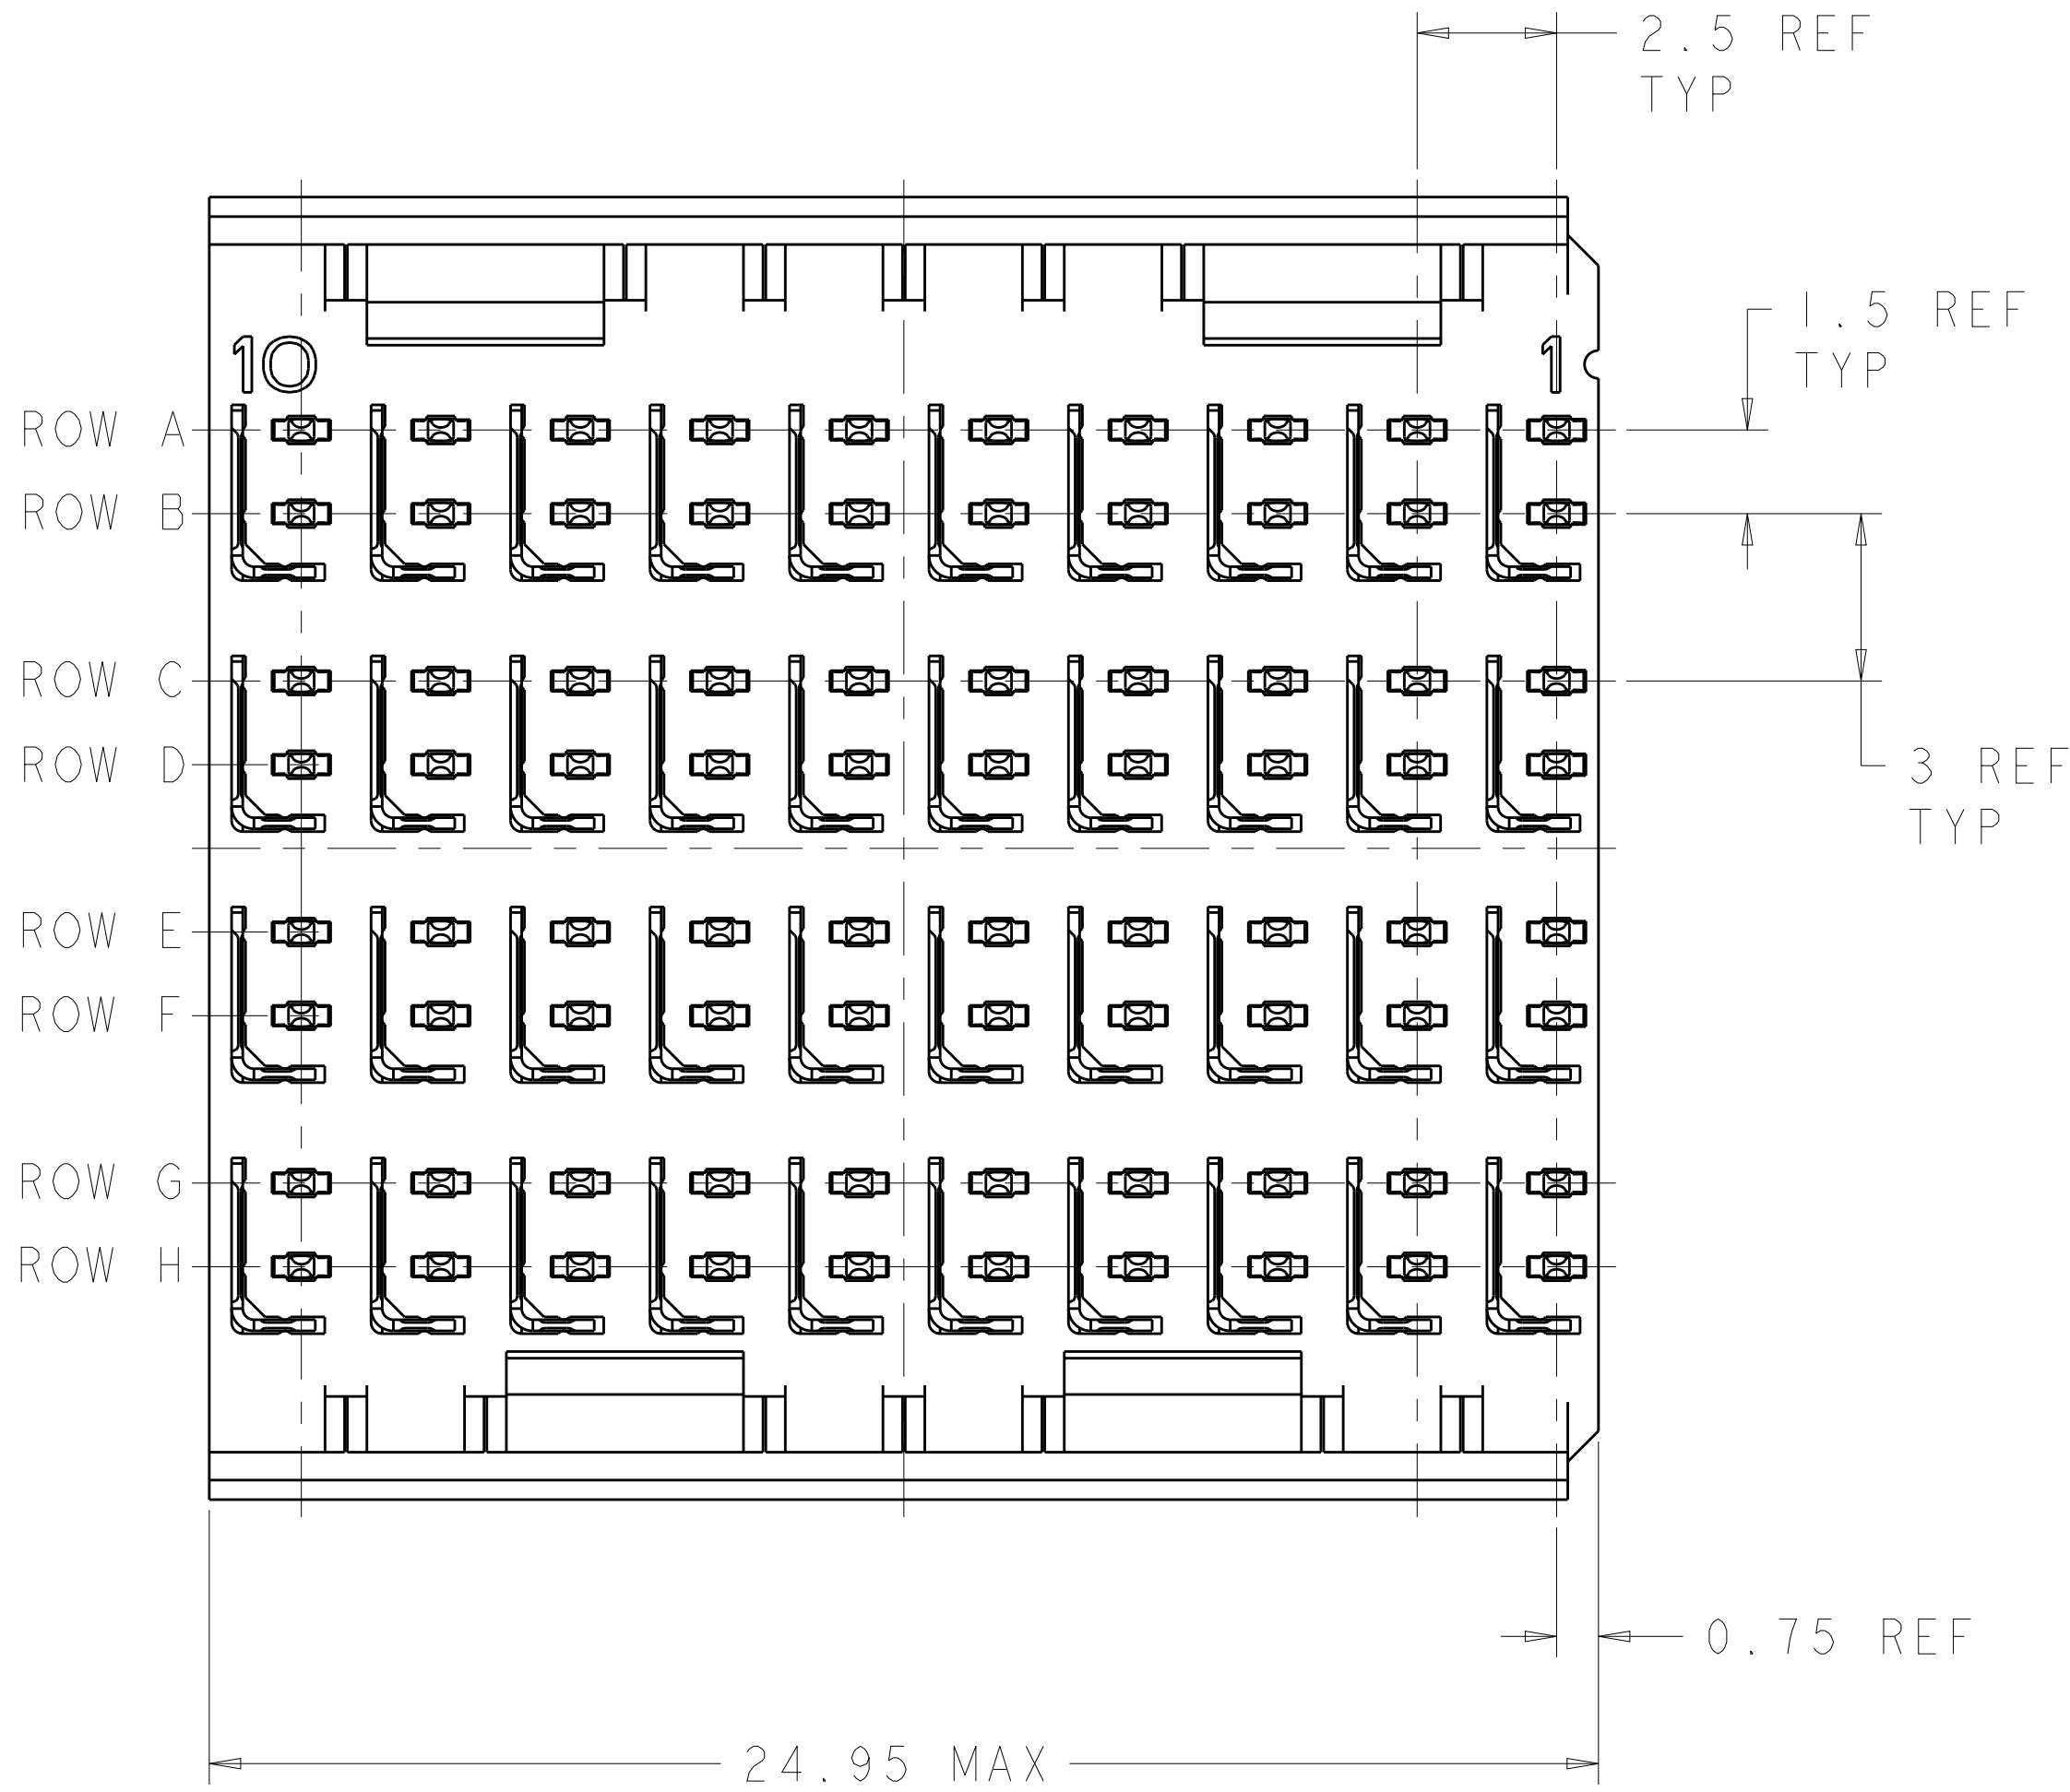 2.5 REF
TYP
1.5 REF
TYP
10
1
ROW A
ROW B
ROW C
ROW D
3 REF
TYP
ROW E
ROW F
ROW G
ROW H
0.75 REF
24.95 MAX